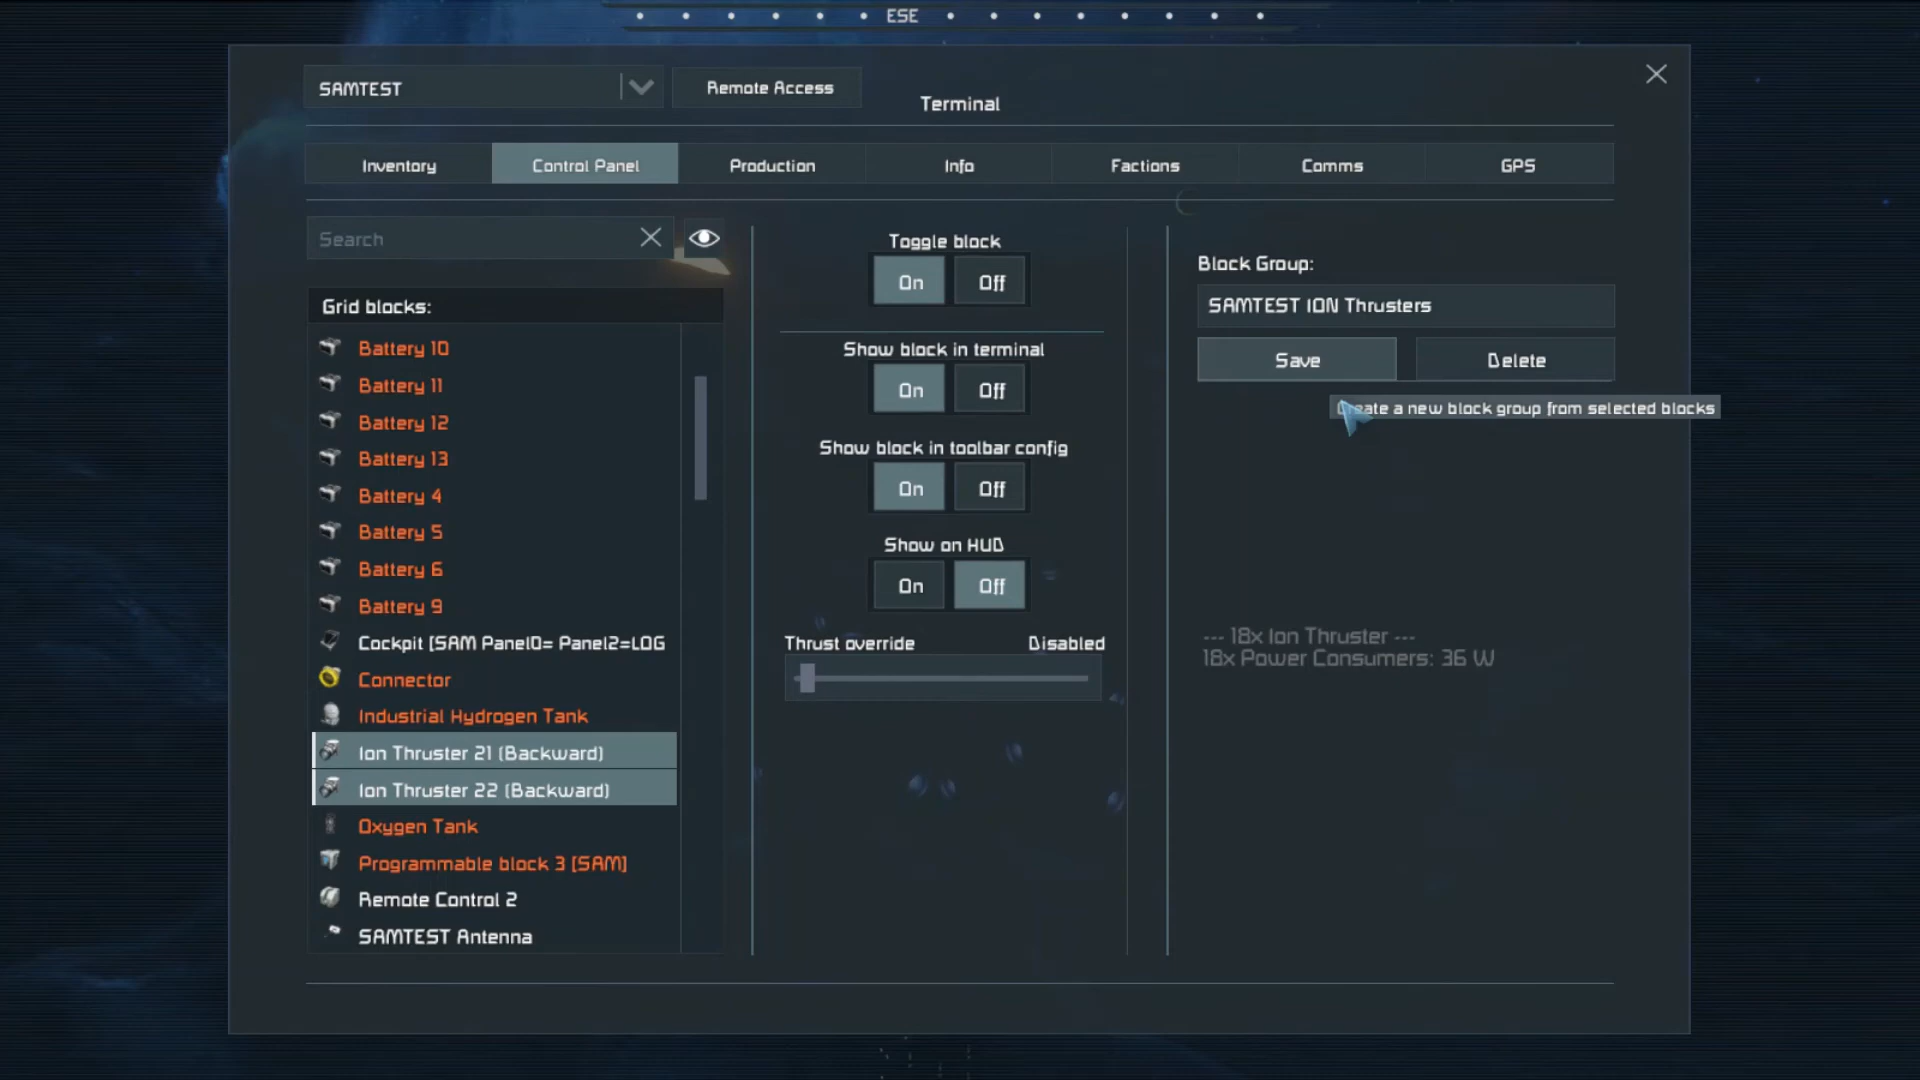 ESE
SAMTEST
Remote Access
Terminal
Inventory
Control Panel
Production
Info
Factions
Comms
GPS
Search
Grid blocks:
Battery 10
Battery 11
Battery 12
Battery 13
Battery 4
Battery 5
Battery 6
Battery 9
Cockpit [SAM Panel0= Panel2=LOG
Connector
Industrial Hydrogen Tank
Ion Thruster 21 (Backward)
Ion Thruster 22 (Backward)
Oxygen Tank
Programmable block 3 [SAM]
Remote Control 2
SAMTEST Antenna
Toggle block
On Off
Show block in terminal
On Off
Show block in toolbar config
On Off
Show on HUD
On Off
Thrust override Disabled
Block Group:
SAMTEST ION Thrusters
Save Delete
Create a new block group from selected blocks
--- 18x Ion Thruster ---
18x Power Consumers: 36 W